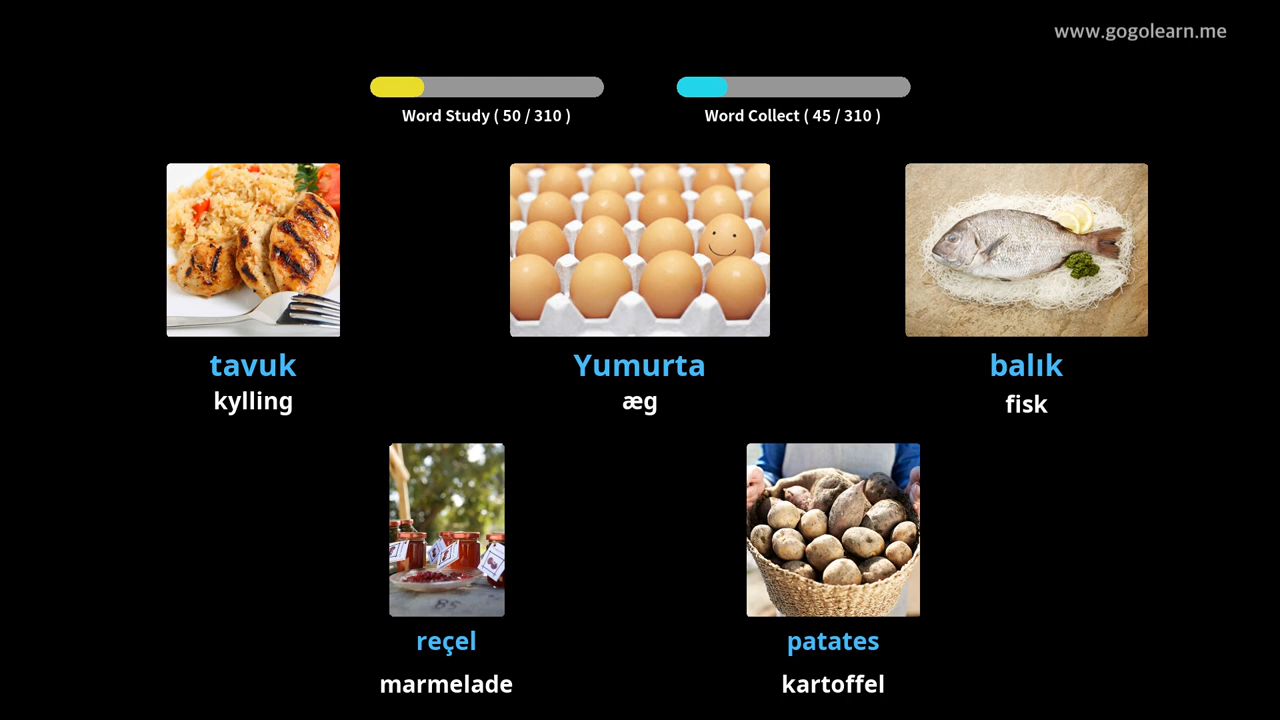 www.gogolearn.me
Word Study ( 50 / 310 )
Word Collect ( 45 / 310 )
tavuk
kylling
Yumurta
æg
balık
fisk
reçel
marmelade
patates
kartoffel